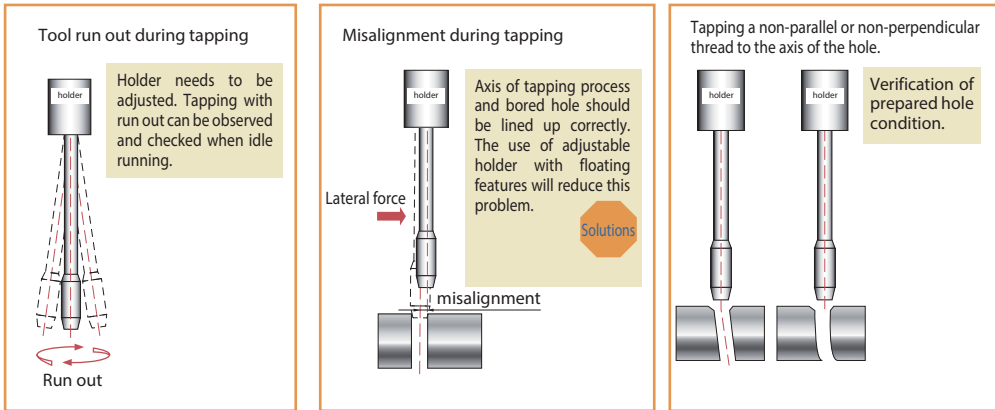 Tool run out during tapping
holder
Holder needs to be
adjusted. Tapping with
run out can be observed
and checked when idle
running.
Run out
Misalignment during tapping
holder
Axis of tapping process
and bored hole should
be lined up correctly.
The use of adjustable
holder with floating
features will reduce this
problem.
Lateral force
Solutions
misalignment
Tapping a non-parallel or non-perpendicular
thread to the axis of the hole.
holder
holder
Verification of
prepared hole
condition.